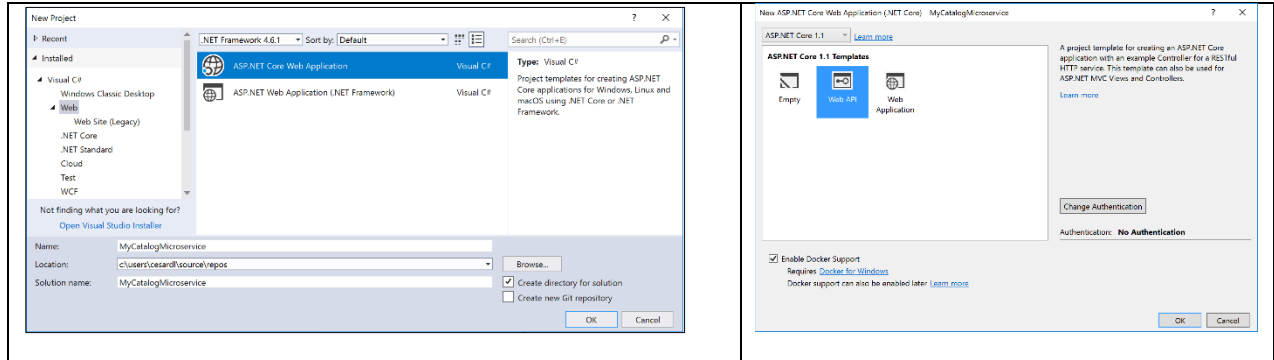 New Project
? ×
Recent
.NET Framework 4.6.1 Sort by: Default
Search (Ctrl+E)
Installed
Visual C#
Windows Classic Desktop
Web
Web Site (Legacy)
.NET Core
.NET Standard
Cloud
Test
WCF
ASP.NET Core Web Application Visual C#
ASP.NET Web Application (.NET Framework) Visual C#
Type: Visual C#
Project templates for creating ASP.NET
Core applications for Windows, Linux and
macOS using .NET Core or .NET
Framework.
Not finding what you are looking for?
Open Visual Studio Installer
Name: MyCatalogMicroservice
Location: c:\users\cesardl\source\repos
Browse...
Solution name: MyCatalogMicroservice
Create directory for solution
Create new Git repository
OK Cancel
New ASP.NET Core Web Application (.NET Core) MyCatalogMicroservice
? ×
ASP.NET Core 1.1 Learn more
ASP.NET Core 1.1 Templates
Empty
Web API
Web
Application
A project template for creating an ASP.NET Core
application with an example Controller for a RESTful
HTTP service. This template can also be used for
ASP.NET MVC Views and Controllers.
Learn more
Change Authentication
Authentication: No Authentication
Enable Docker Support
Requires Docker for Windows
Docker support can also be enabled later Learn more
OK Cancel